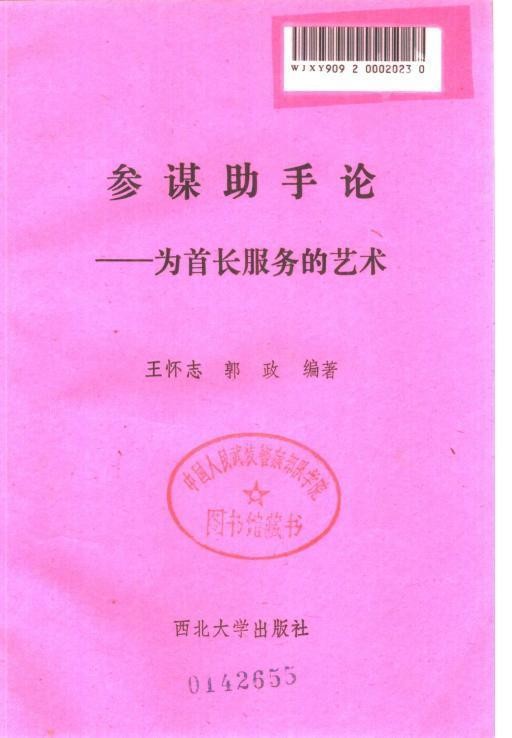 WJXY909 2 0002023 0
参谋助手论
——为首长服务的艺术
王怀志 郭政 编著
中国人民武装警察部队学院
图书馆藏书
西北大学出版社
0142655